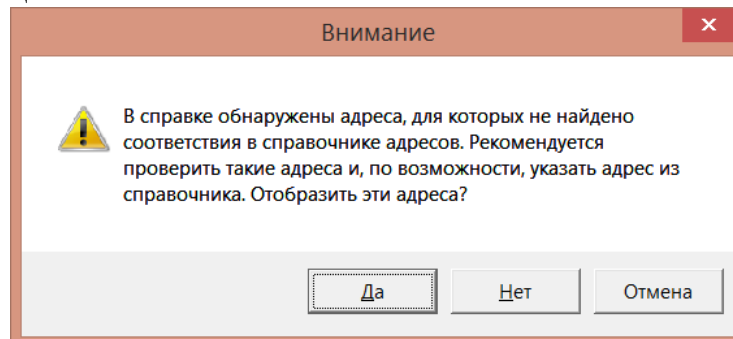 Внимание
В справке обнаружены адреса, для которых не найдено
соответствия в справочнике адресов. Рекомендуется
проверить такие адреса и, по возможности, указать адрес из
справочника. Отобразить эти адреса?
Да Нет Отмена